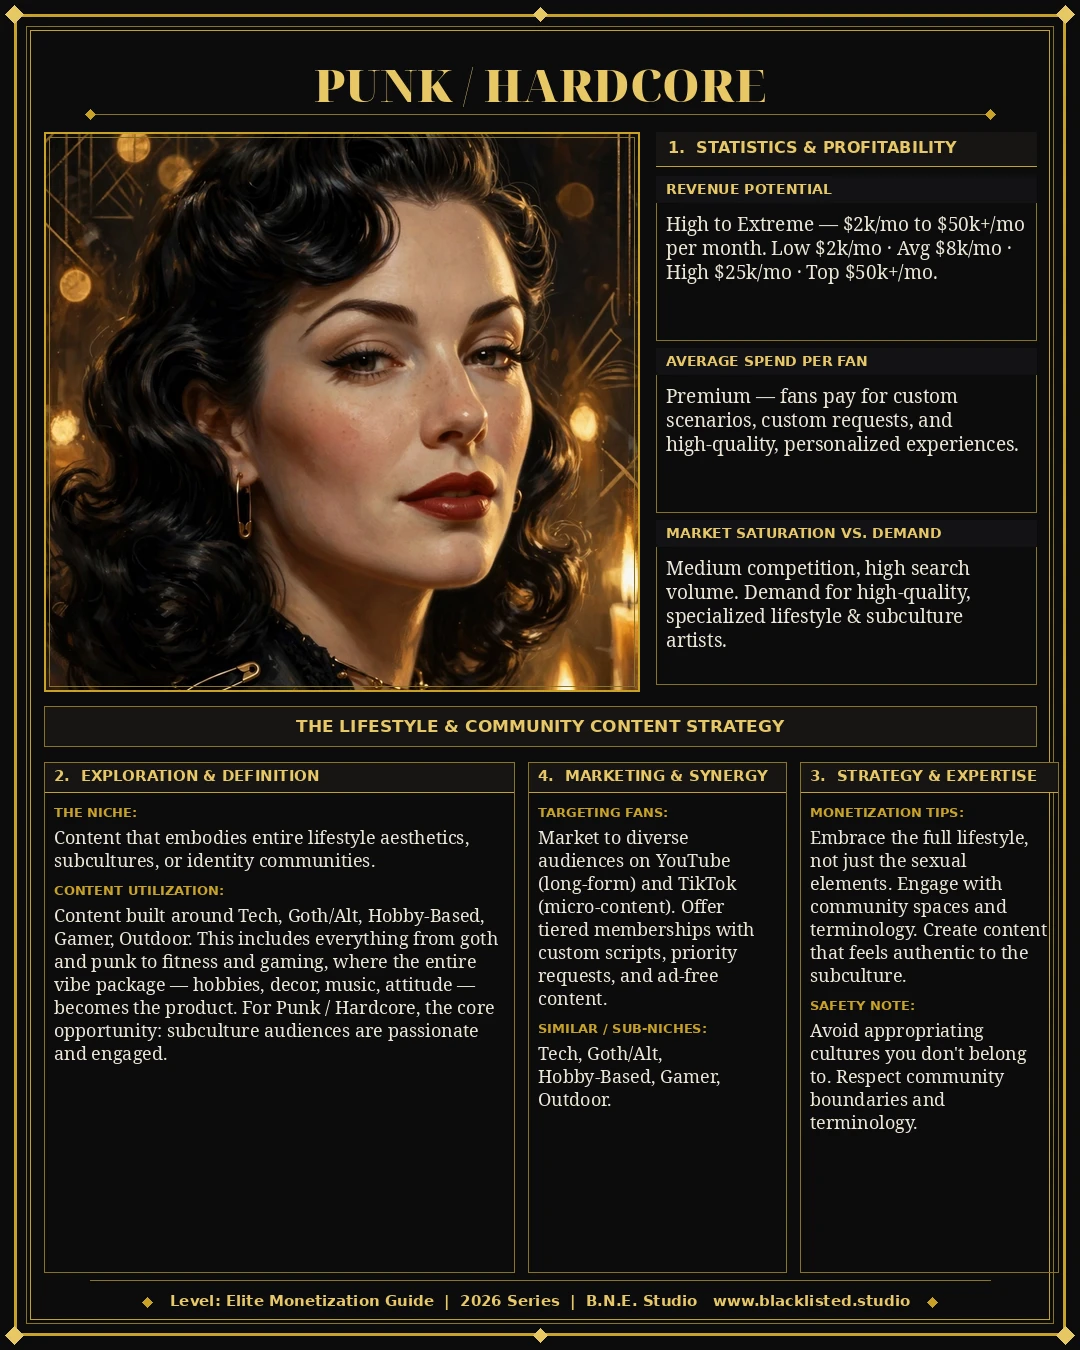 PUNK / HARDCORE
1. STATISTICS & PROFITABILITY
REVENUE POTENTIAL
High to Extreme — $2k/mo to $50k+/mo
per month. Low $2k/mo · Avg $8k/mo ·
High $25k/mo · Top $50k+/mo.
AVERAGE SPEND PER FAN
Premium — fans pay for custom
scenarios, custom requests, and
high-quality, personalized experiences.
MARKET SATURATION VS. DEMAND
Medium competition, high search
volume. Demand for high-quality,
specialized lifestyle & subculture
artists.
THE LIFESTYLE & COMMUNITY CONTENT STRATEGY
2. EXPLORATION & DEFINITION
THE NICHE:
Content that embodies entire lifestyle aesthetics,
subcultures, or identity communities.
CONTENT UTILIZATION:
Content built around Tech, Goth/Alt, Hobby-Based,
Gamer, Outdoor. This includes everything from goth
and punk to fitness and gaming, where the entire
vibe package — hobbies, decor, music, attitude —
becomes the product. For Punk / Hardcore, the core
opportunity: subculture audiences are passionate
and engaged.
4. MARKETING & SYNERGY
TARGETING FANS:
Market to diverse
audiences on YouTube
(long-form) and TikTok
(micro-content). Offer
tiered memberships with
custom scripts, priority
requests, and ad-free
content.
SIMILAR / SUB-NICHES:
Tech, Goth/Alt,
Hobby-Based, Gamer,
Outdoor.
3. STRATEGY & EXPERTISE
MONETIZATION TIPS:
Embrace the full lifestyle,
not just the sexual
elements. Engage with
community spaces and
terminology. Create content
that feels authentic to the
subculture.
SAFETY NOTE:
Avoid appropriating
cultures you don't belong
to. Respect community
boundaries and
terminology.
Level: Elite Monetization Guide | 2026 Series | B.N.E. Studio www.blacklisted.studio